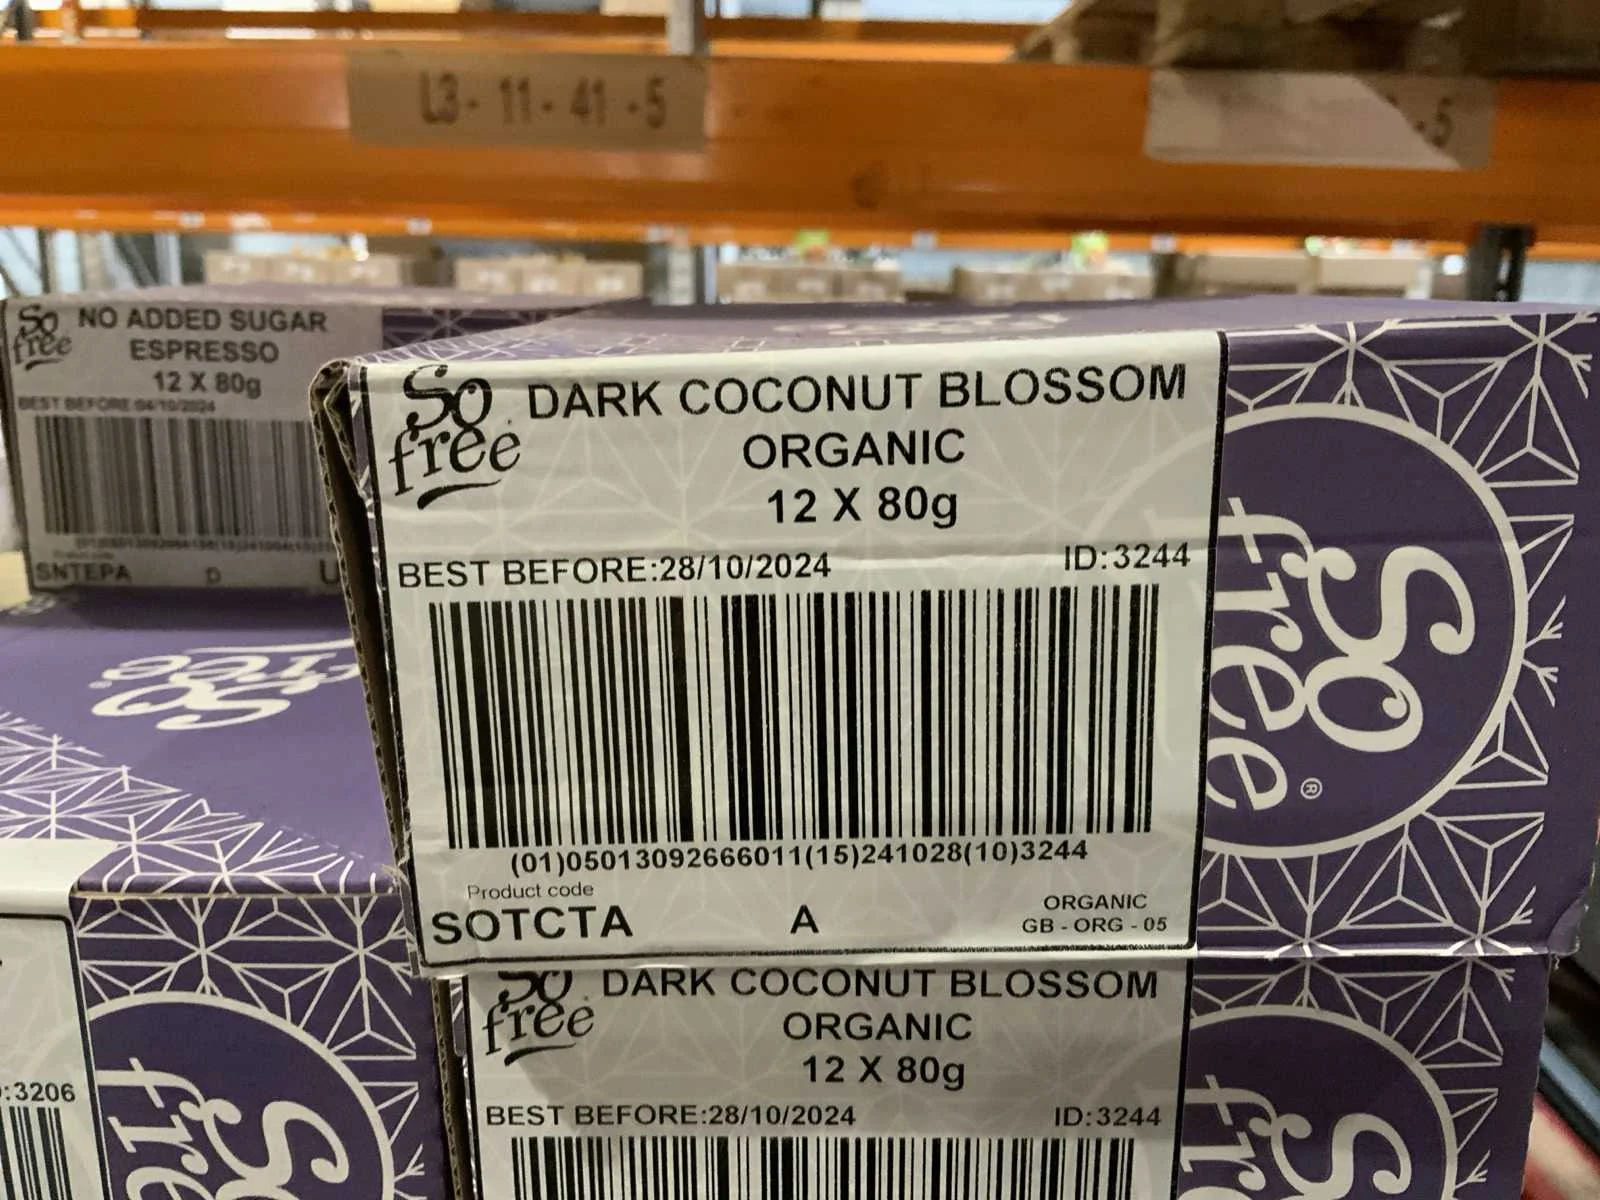 L3- 11- 41 -5
-5
So free
NO ADDED SUGAR
ESPRESSO
12 X 80g
BEST BEFORE:04/10/2024
SNTEPA D U
So free
DARK COCONUT BLOSSOM
ORGANIC
12 X 80g
BEST BEFORE:28/10/2024 ID:3244
(01)05013092666011(15)241028(10)3244
Product code
SOTCTA A
ORGANIC
GB - ORG - 05
So free®
So free
So free
DARK COCONUT BLOSSOM
ORGANIC
12 X 80g
BEST BEFORE:28/10/2024 ID:3244
:3206
So
fre
So
fr